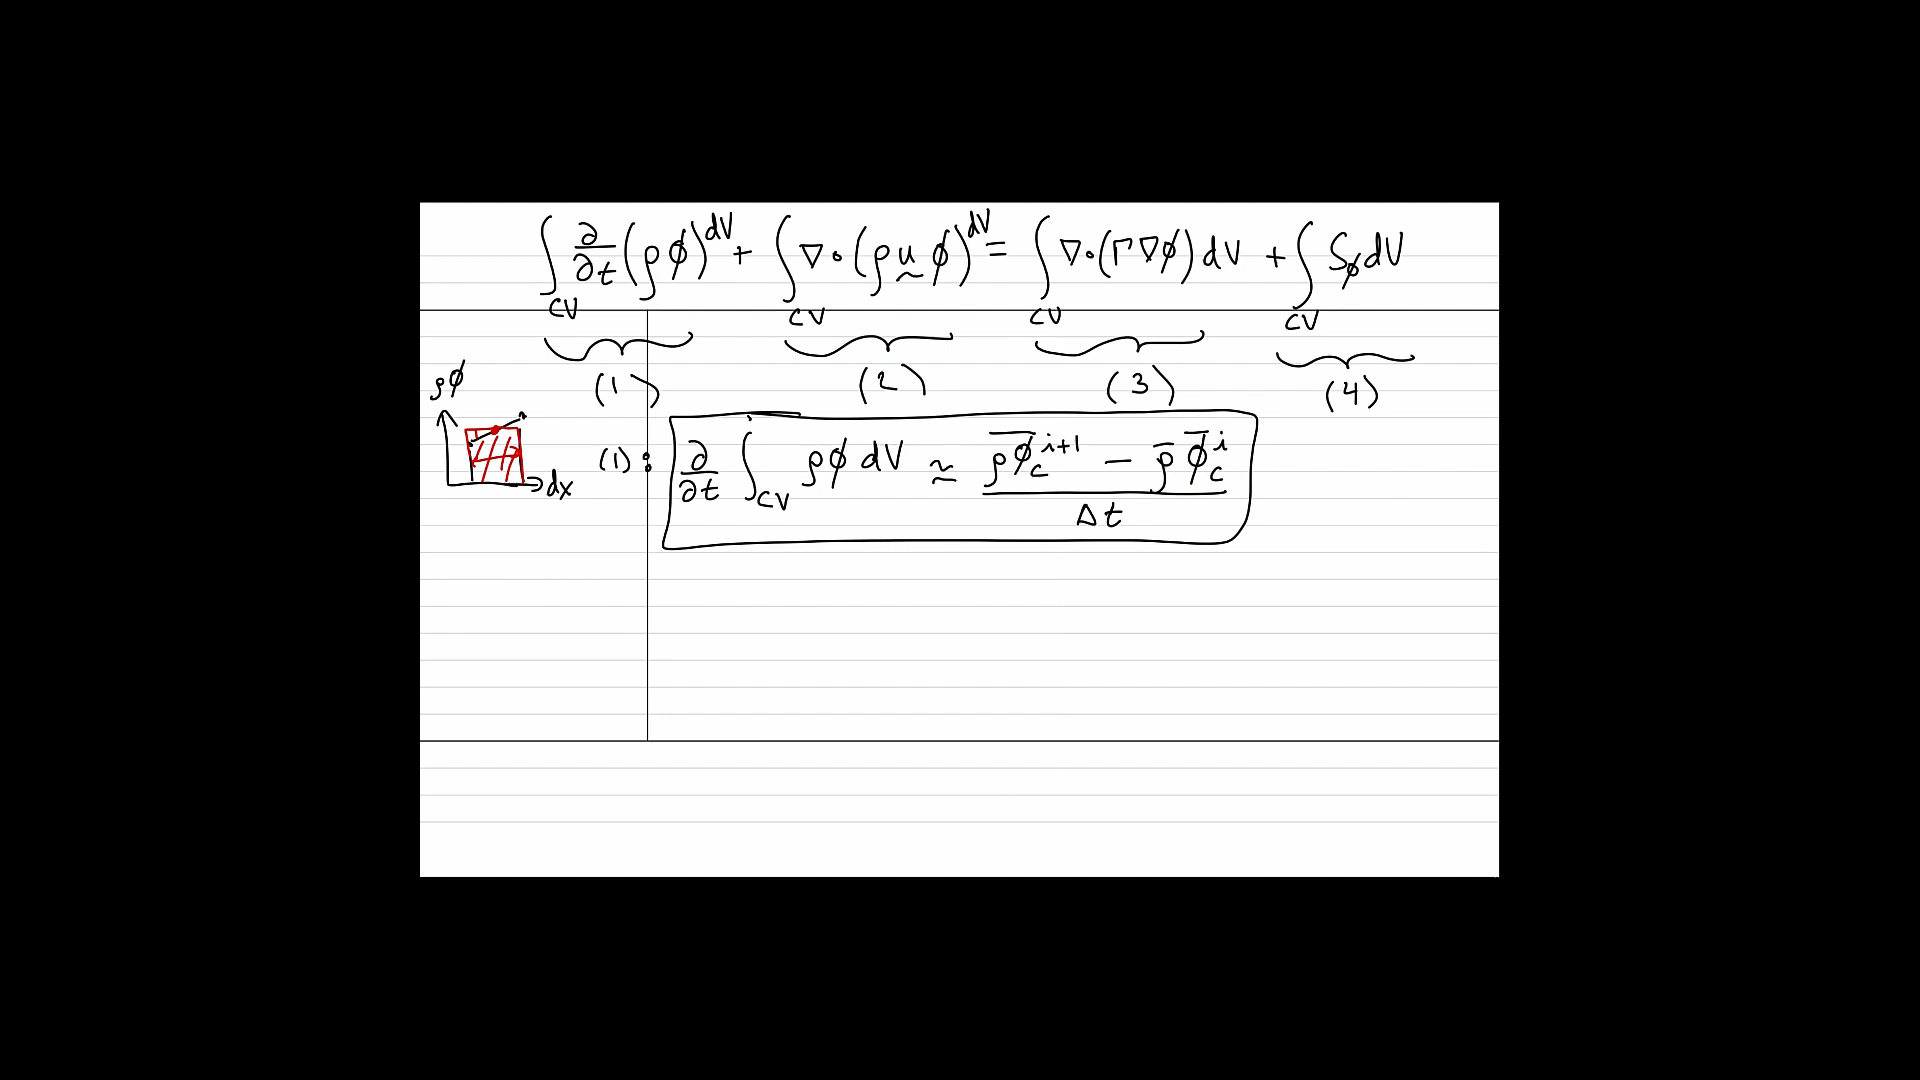 ∫_CV ∂/∂t (ρφ) dV + ∫_CV ∇·(ρ ṵ φ) dV = ∫_CV ∇·(Γ∇φ) dV + ∫_CV S_φ dV
(1) (2) (3) (4)
ρφ
dx
(1): ∂/∂t ∫_CV ρφ dV ≃ (ρ̅φ̅_c^{i+1} − ρ̅ φ̅_c^i) / Δt